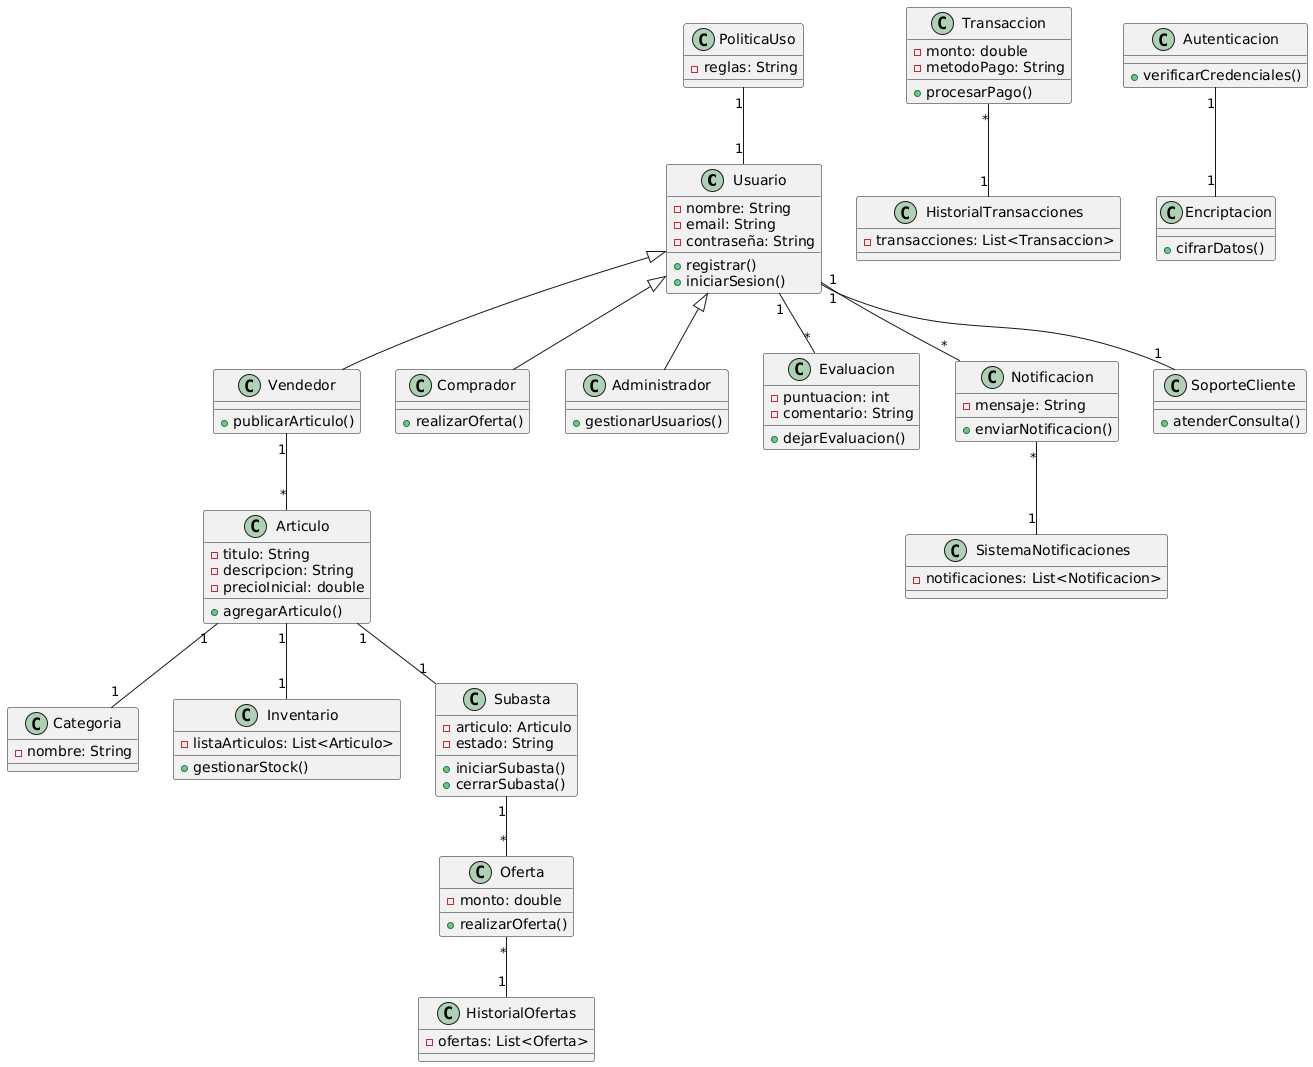 C PoliticaUso
reglas: String
1
1
C Usuario
nombre: String
email: String
contraseña: String
registrar()
iniciarSesion()
C Transaccion
monto: double
metodoPago: String
procesarPago()
*
1
C HistorialTransacciones
transacciones: List<Transaccion>
C Autenticacion
verificarCredenciales()
1
1
C Encriptacion
cifrarDatos()
1
*
1
*
1
1
C Vendedor
publicarArticulo()
C Comprador
realizarOferta()
C Administrador
gestionarUsuarios()
C Evaluacion
puntuacion: int
comentario: String
dejarEvaluacion()
C Notificacion
mensaje: String
enviarNotificacion()
C SoporteCliente
atenderConsulta()
1
*
*
1
C Articulo
titulo: String
descripcion: String
precioInicial: double
agregarArticulo()
C SistemaNotificaciones
notificaciones: List<Notificacion>
1
1
1
1
1
1
C Categoria
nombre: String
C Inventario
listaArticulos: List<Articulo>
gestionarStock()
C Subasta
articulo: Articulo
estado: String
iniciarSubasta()
cerrarSubasta()
1
*
C Oferta
monto: double
realizarOferta()
*
1
C HistorialOfertas
ofertas: List<Oferta>